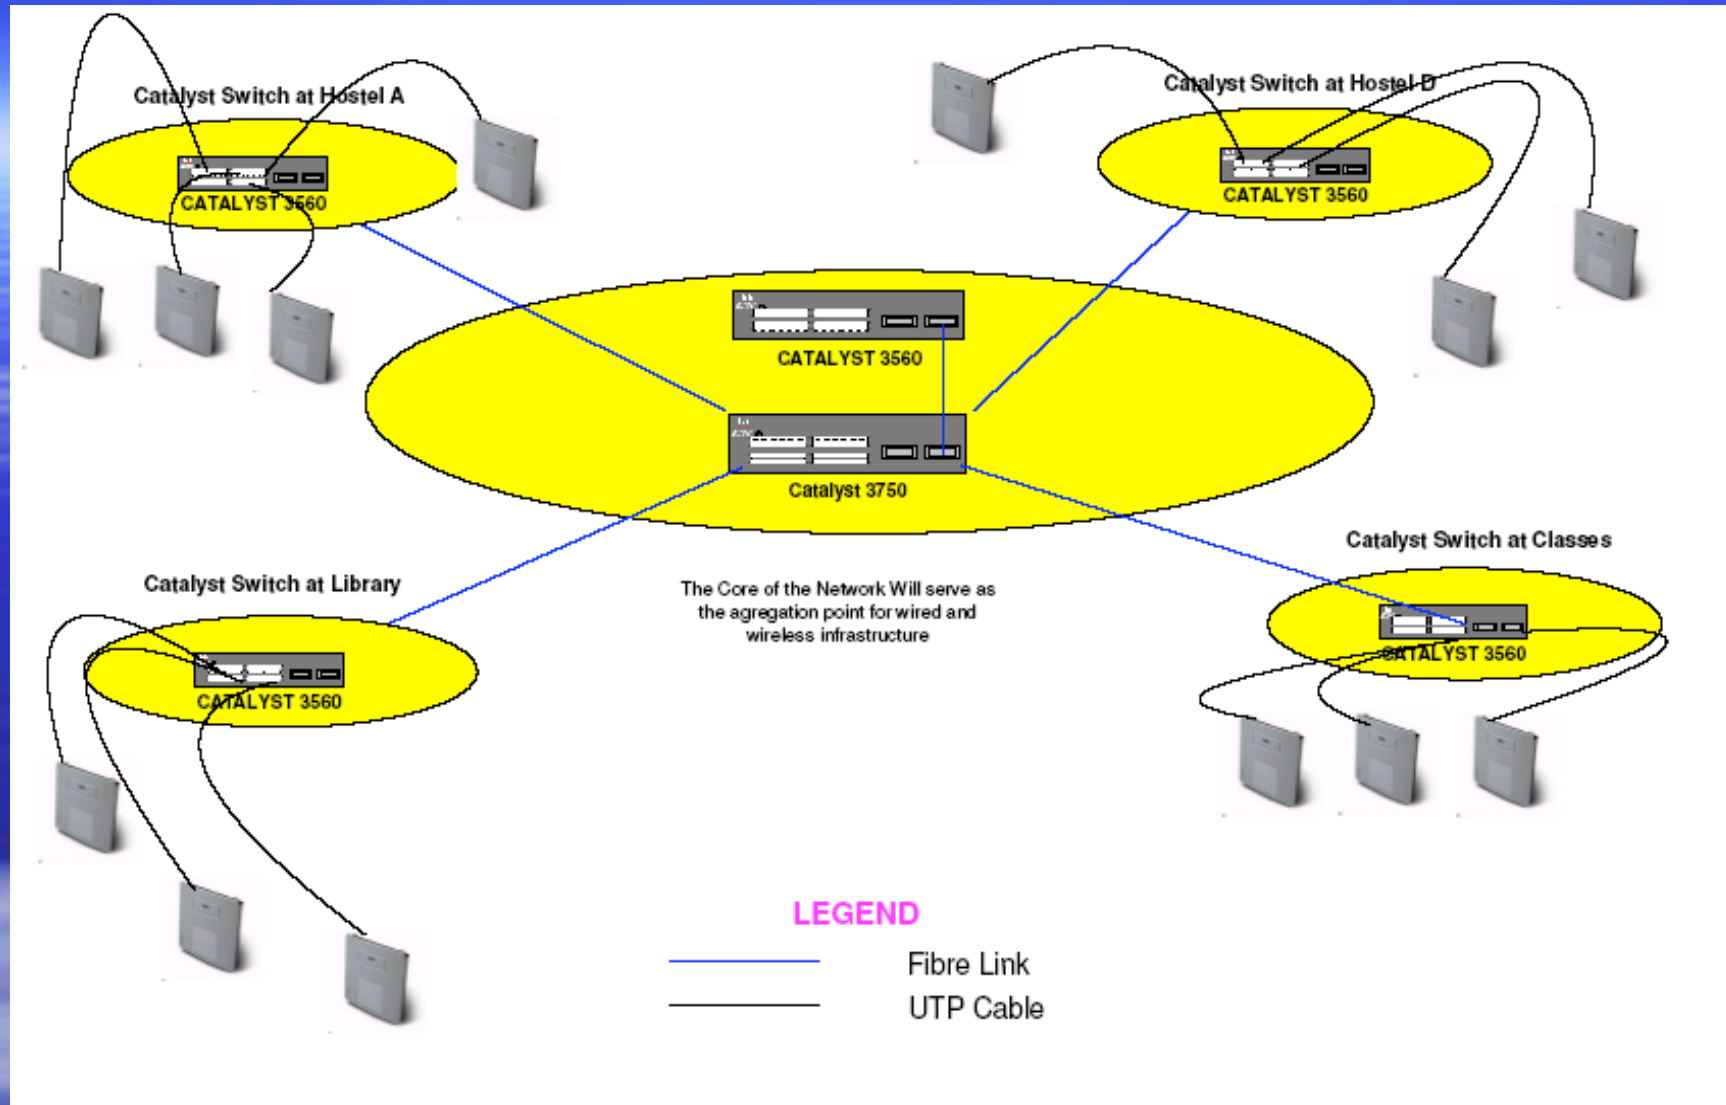 Catalyst Switch at Hostel A
CATALYST 3560
Catalyst Switch at Hostel D
CATALYST 3560
CATALYST 3560
Catalyst 3750
The Core of the Network Will serve as
the agregation point for wired and
wireless infrastructure
Catalyst Switch at Library
CATALYST 3560
Catalyst Switch at Classes
CATALYST 3560
LEGEND
Fibre Link
UTP Cable